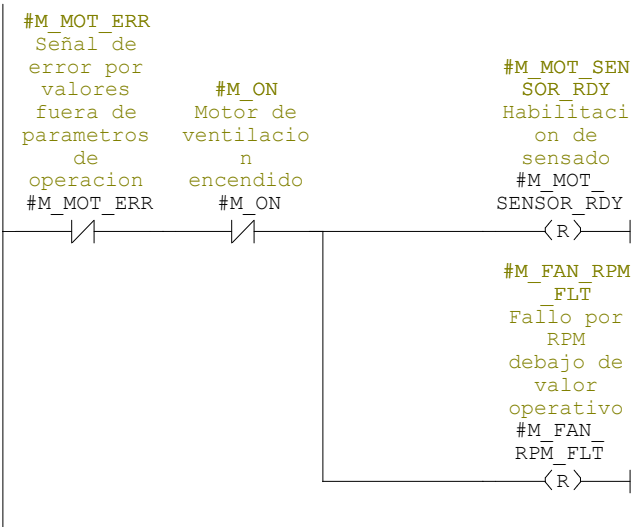 #M_MOT_ERR
Señal de
error por
valores
fuera de
parametros
de
operacion
#M_MOT_ERR
#M_ON
Motor de
ventilacio
n
encendido
#M_ON
#M_MOT_SEN
SOR_RDY
Habilitaci
on de
sensado
#M_MOT_
SENSOR_RDY
R
#M_FAN_RPM
_FLT
Fallo por
RPM
debajo de
valor
operativo
#M_FAN_
RPM_FLT
R